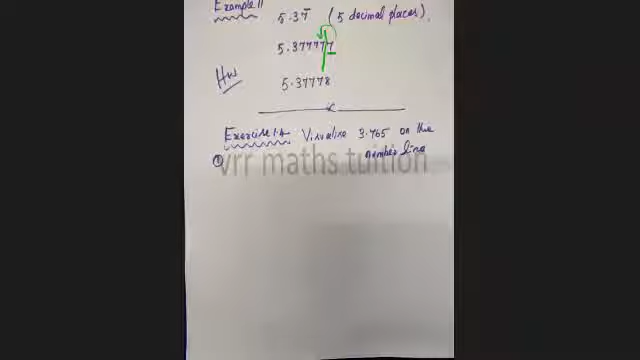 Example 11
5.37̅ (5 decimal places).
5.3777777
Hw
5.37778
Exercise 1.4 Visualise 3.765 on the
① number line
vrr maths tuition